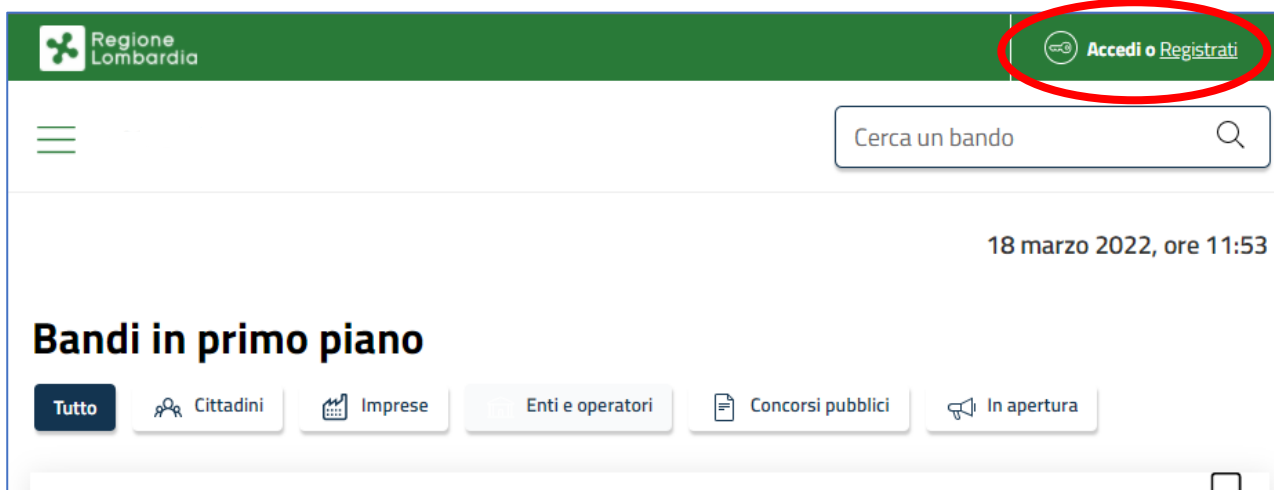 Regione
Lombardia
Accedi o Registrati
Cerca un bando
18 marzo 2022, ore 11:53
Bandi in primo piano
Tutto
Cittadini
Imprese
Enti e operatori
Concorsi pubblici
In apertura